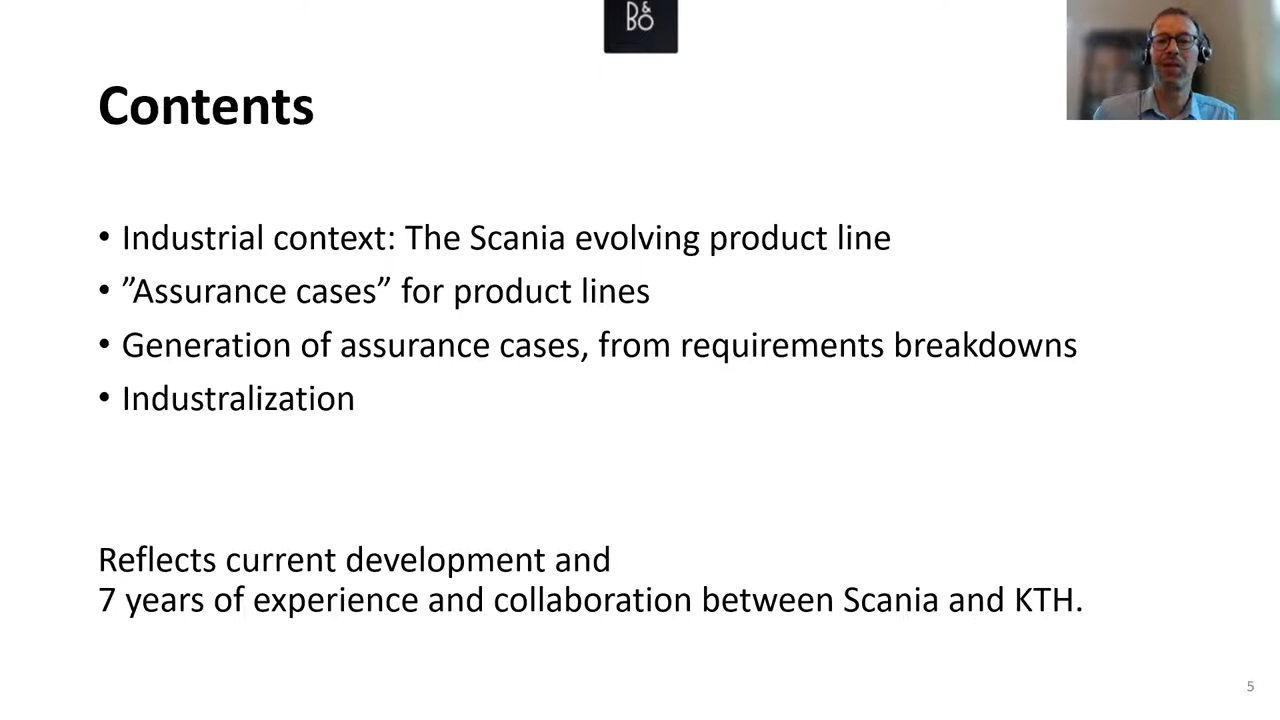 B&O
Contents
• Industrial context: The Scania evolving product line
• ”Assurance cases” for product lines
• Generation of assurance cases, from requirements breakdowns
• Industralization
Reflects current development and
7 years of experience and collaboration between Scania and KTH.
5